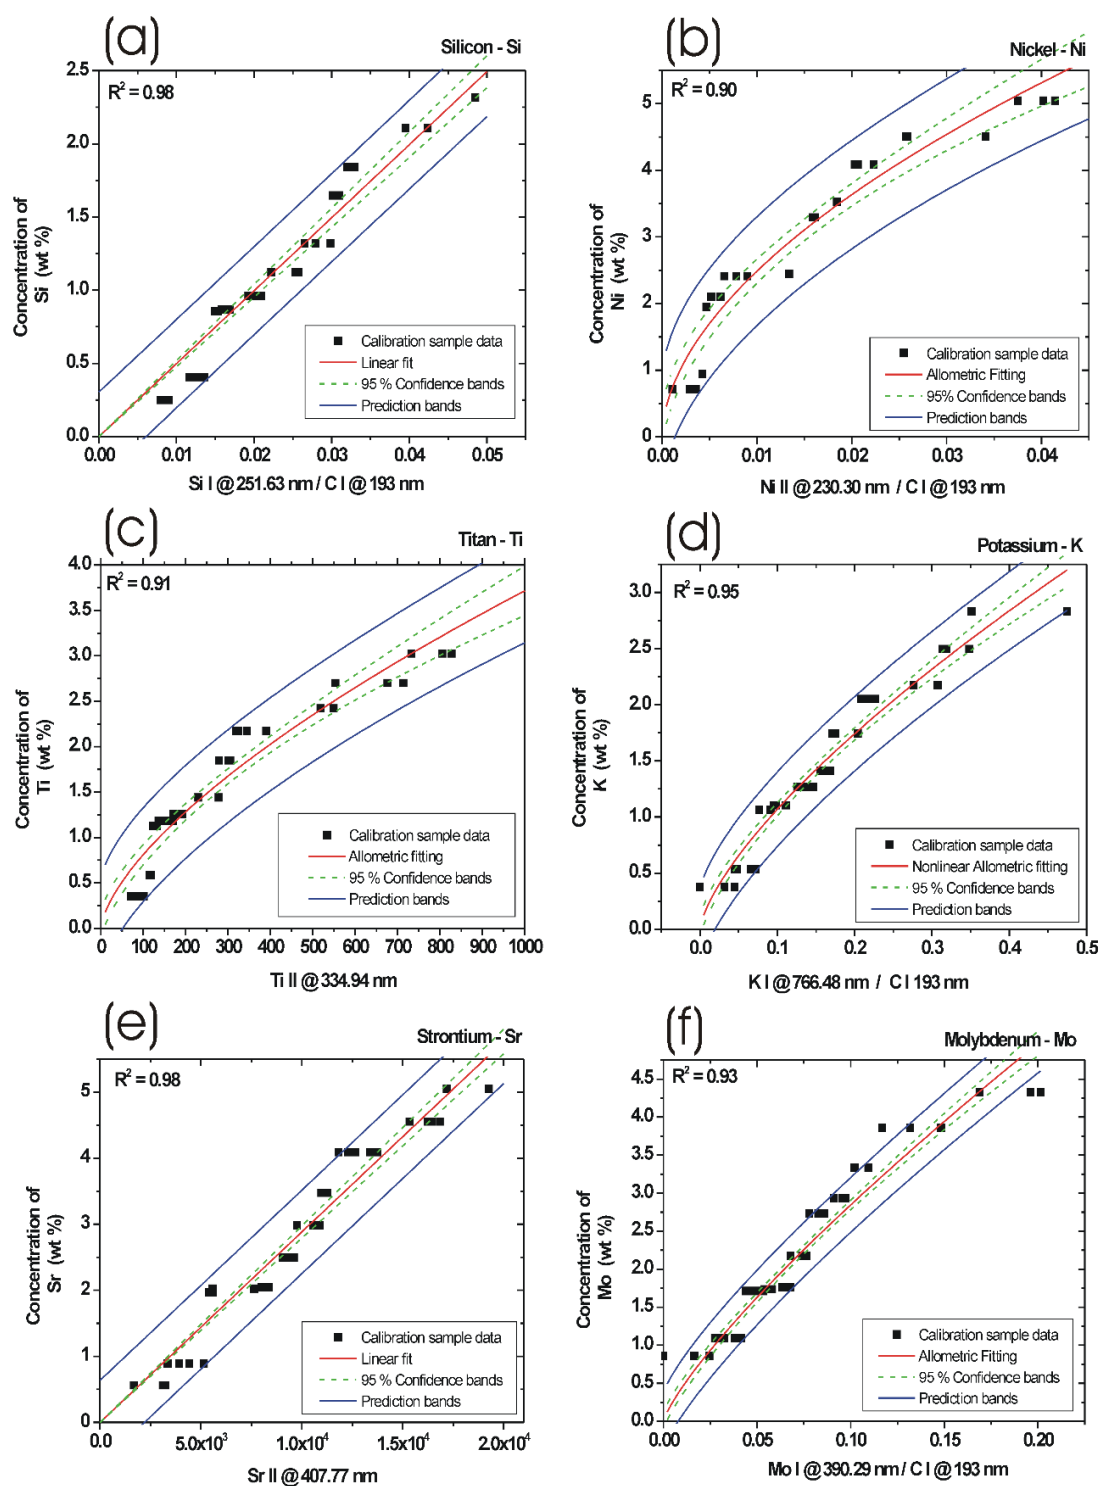 (a)
Silicon - Si
R² = 0.98
2.5
2.0
1.5
1.0
0.5
0.0
Concentration of
Si (wt %)
Calibration sample data
Linear fit
95 % Confidence bands
Prediction bands
0.00 0.01 0.02 0.03 0.04 0.05
Si I @ 251.63 nm / C I @ 193 nm
(b)
Nickel - Ni
R² = 0.90
5
4
3
2
1
0
Concentration of
Ni (wt %)
Calibration sample data
Allometric Fitting
95% Confidence bands
Prediction bands
0.00 0.01 0.02 0.03 0.04
Ni II @ 230.30 nm / C I @ 193 nm
(c)
Titan - Ti
R² = 0.91
4.0
3.5
3.0
2.5
2.0
1.5
1.0
0.5
0.0
Concentration of
Ti (wt %)
Calibration sample data
Allometric fitting
95 % Confidence bands
Prediction bands
0 100 200 300 400 500 600 700 800 900 1000
Ti II @ 334.94 nm
(d)
Potassium - K
R² = 0.95
3.0
2.5
2.0
1.5
1.0
0.5
0.0
Concentration of
K (wt %)
Calibration sample data
Nonlinear Allometric fitting
95 % Confidence bands
Prediction bands
0.0 0.1 0.2 0.3 0.4 0.5
K I @ 766.48 nm / C I 193 nm
(e)
Strontium - Sr
R² = 0.98
5
4
3
2
1
0
Concentration of
Sr (wt %)
Calibration sample data
Linear fit
95 % Confidence bands
Prediction bands
0.0 5.0x10³ 1.0x10⁴ 1.5x10⁴ 2.0x10⁴
Sr II @ 407.77 nm
(f)
Molybdenum - Mo
R² = 0.93
4.5
4.0
3.5
3.0
2.5
2.0
1.5
1.0
0.5
0.0
Concentration of
Mo (wt %)
Calibration sample data
Allometric Fitting
95 % Confidence bands
Prediction bands
0.00 0.05 0.10 0.15 0.20
Mo I @ 390.29 nm / C I @ 193 nm